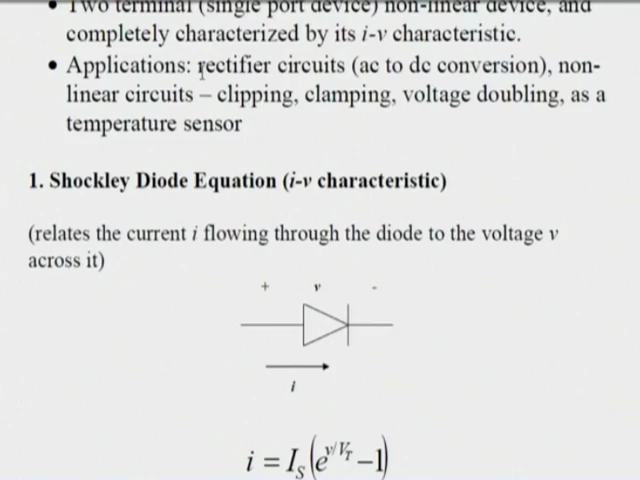 • Two terminal (single port device) non-linear device, and
completely characterized by its i-v characteristic.
• Applications: rectifier circuits (ac to dc conversion), non-
linear circuits – clipping, clamping, voltage doubling, as a
temperature sensor
1. Shockley Diode Equation (i-v characteristic)
(relates the current i flowing through the diode to the voltage v
across it)
+ v -
i
i = I_S(e^{v/V_T} – 1)